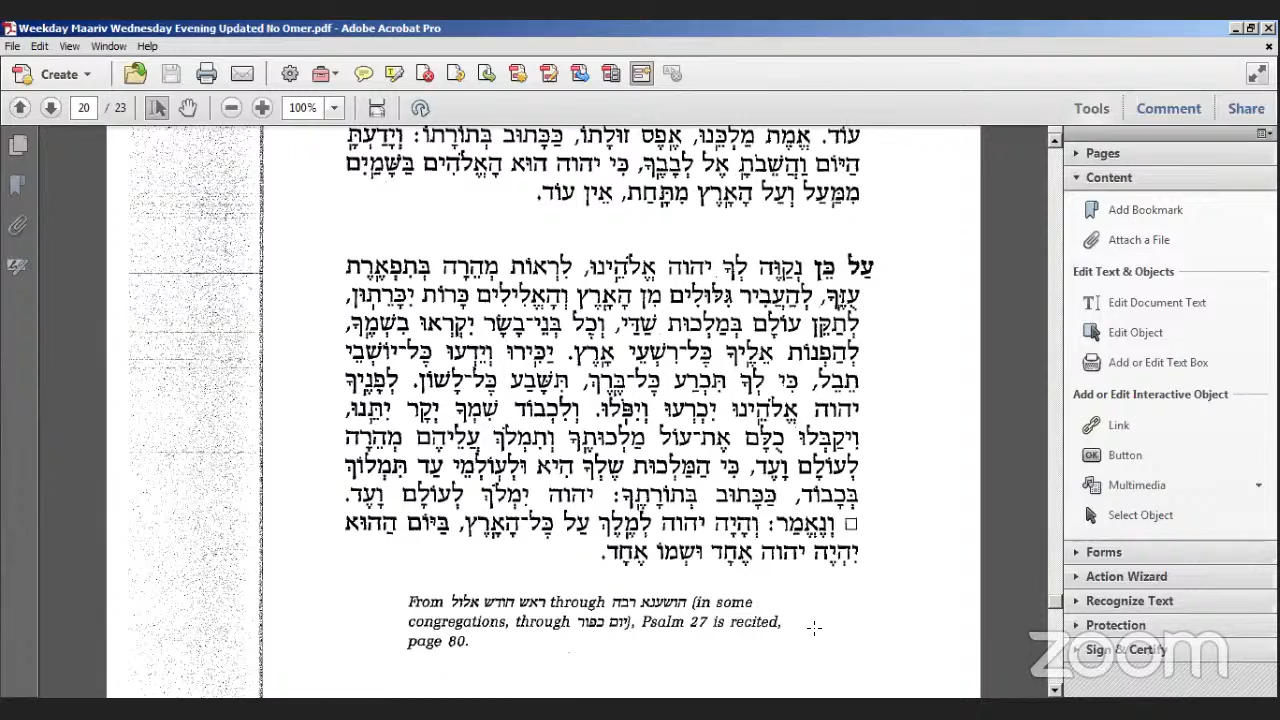 Weekday Maariv Wednesday Evening Updated No Omer.pdf - Adobe Acrobat Pro
File Edit View Window Help
Create
20 / 23 100% Tools Comment Share
עוֹד. אֱמֶת מַלְכֵּֽנוּ, אֶֽפֶס זוּלָתוֹ, כַּכָּתוּב בְּתוֹרָתוֹ: וְיָדַעְתָּ֣
הַיּוֹם וַהֲשֵׁבֹתָ֣ אֶל לְבָבֶֽךָ, כִּי יהוה הוּא הָאֱלֹהִים בַּשָּׁמַֽיִם
מִמַּֽעַל וְעַל הָאָֽרֶץ מִתָּֽחַת, אֵין עוֹד.
עַל כֵּן נְקַוֶּה לְךָ יהוה אֱלֹהֵֽינוּ, לִרְאוֹת מְהֵרָה בְּתִפְאֶֽרֶת
עֻזֶּֽךָ, לְהַעֲבִיר גִּלּוּלִים מִן הָאָֽרֶץ וְהָאֱלִילִים כָּרוֹת יִכָּרֵתֽוּן,
לְתַקֵּן עוֹלָם בְּמַלְכוּת שַׁדַּי, וְכָל בְּנֵי־בָשָׂר יִקְרְאוּ בִשְׁמֶֽךָ,
לְהַפְנוֹת אֵלֶֽיךָ כָּל־רִשְׁעֵי אָֽרֶץ. יַכִּֽירוּ וְיֵדְעוּ כָּל־יוֹשְׁבֵי
תֵבֵל, כִּי לְךָ תִּכְרַע כָּל־בֶּֽרֶךְ, תִּשָּׁבַע כָּל־לָשׁוֹן. לְפָנֶֽיךָ
יהוה אֱלֹהֵֽינוּ יִכְרְעוּ וְיִפֹּֽלוּ. וְלִכְבוֹד שִׁמְךָ יְקָר יִתֵּֽנוּ,
וִיקַבְּלוּ כֻלָּם אֶת־עוֹל מַלְכוּתֶֽךָ וְתִמְלֹךְ עֲלֵיהֶם מְהֵרָה
לְעוֹלָם וָעֶד, כִּי הַמַּלְכוּת שֶׁלְּךָ הִיא וּלְעֽוֹלְמֵי עַד תִּמְלוֹךְ
בְּכָבוֹד, כַּכָּתוּב בְּתוֹרָתֶֽךָ: יהוה יִמְלֹךְ לְעוֹלָם וָעֶד.
□ וְנֶאֱמַר: וְהָיָה יהוה לְמֶֽלֶךְ עַל כָּל־הָאָֽרֶץ, בַּיּוֹם הַהוּא
יִהְיֶה יהוה אֶחָד וּשְׁמוֹ אֶחָד.
From ראש חודש אלול through הושענא רבה (in some
congregations, through יום כפור), Psalm 27 is recited,
page 80.
Pages
Content
Add Bookmark
Attach a File
Edit Text & Objects
Edit Document Text
Edit Object
Add or Edit Text Box
Add or Edit Interactive Object
Link
Button
Multimedia
Select Object
Forms
Action Wizard
Recognize Text
Protection
Sign & Certify
zoom